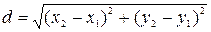 d = √((x₂ − x₁)² + (y₂ − y₁)²)